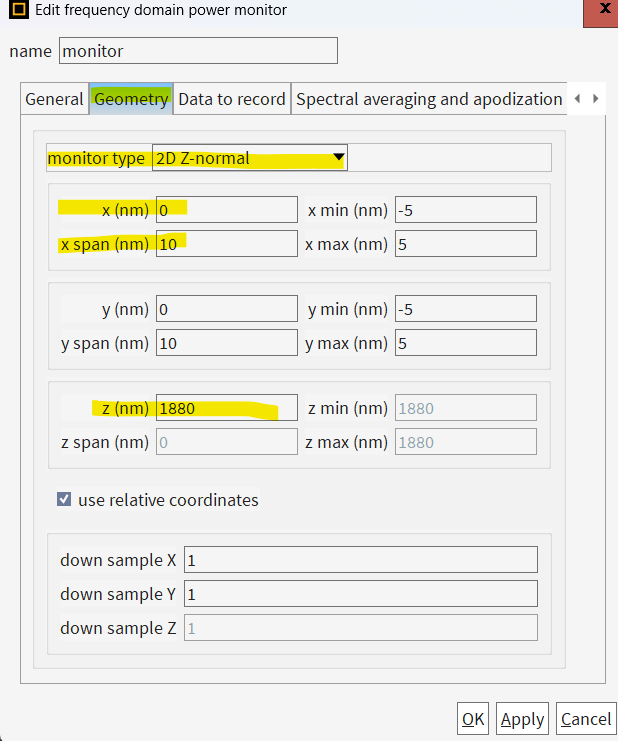 Edit frequency domain power monitor X
name monitor
General Geometry Data to record Spectral averaging and apodization
monitor type 2D Z-normal
x (nm) 0 x min (nm) -5
x span (nm) 10 x max (nm) 5
y (nm) 0 y min (nm) -5
y span (nm) 10 y max (nm) 5
z (nm) 1880 z min (nm) 1880
z span (nm) 0 z max (nm) 1880
use relative coordinates
down sample X 1
down sample Y 1
down sample Z 1
OK Apply Cancel